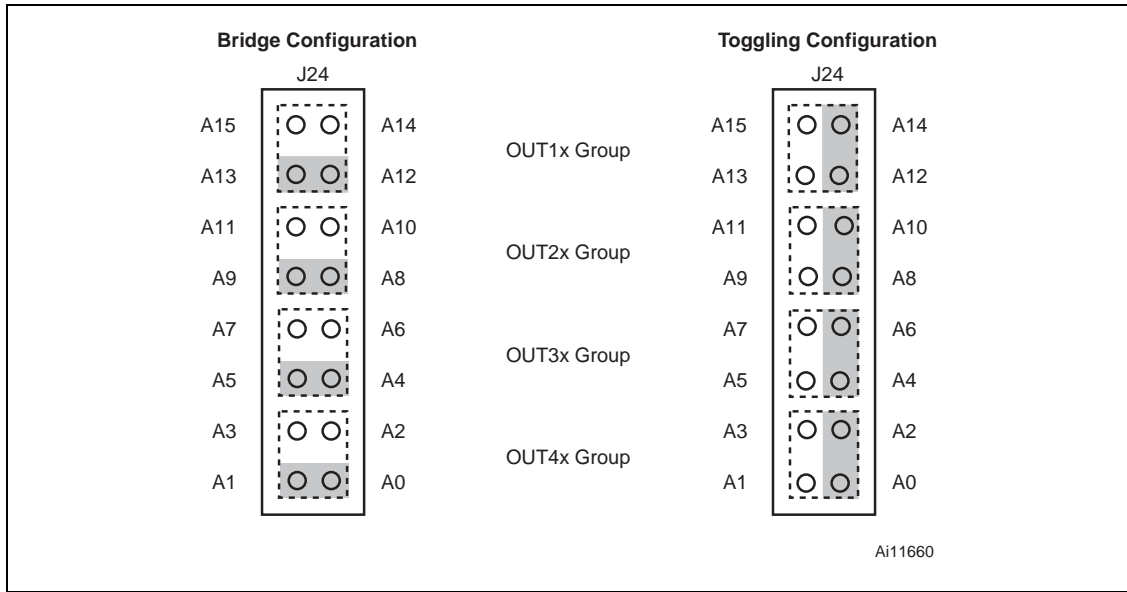 Bridge Configuration
Toggling Configuration
J24
J24
A15 A14
A15 A14
OUT1x Group
A13 A12
A13 A12
A11 A10
A11 A10
OUT2x Group
A9 A8
A9 A8
A7 A6
A7 A6
OUT3x Group
A5 A4
A5 A4
A3 A2
A3 A2
OUT4x Group
A1 A0
A1 A0
Ai11660